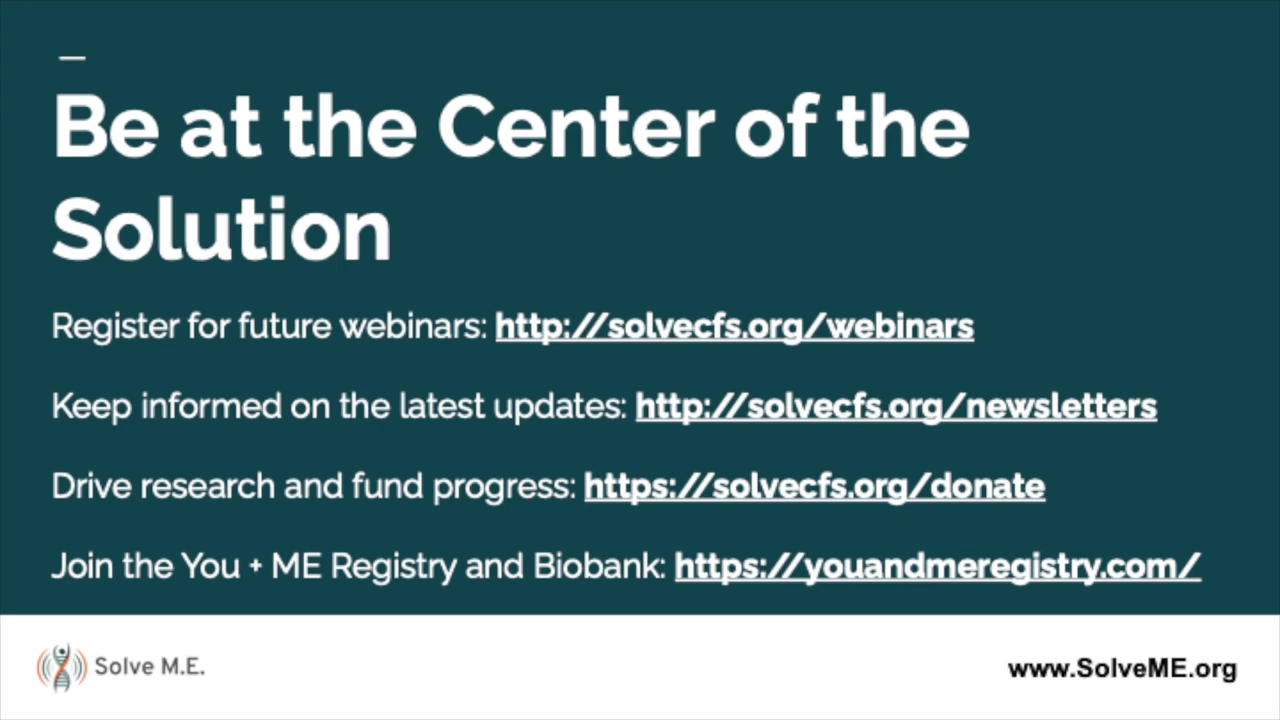 Be at the Center of the
Solution
Register for future webinars: http://solvecfs.org/webinars
Keep informed on the latest updates: http://solvecfs.org/newsletters
Drive research and fund progress: https://solvecfs.org/donate
Join the You + ME Registry and Biobank: https://youandmeregistry.com/
Solve M.E.
www.SolveME.org